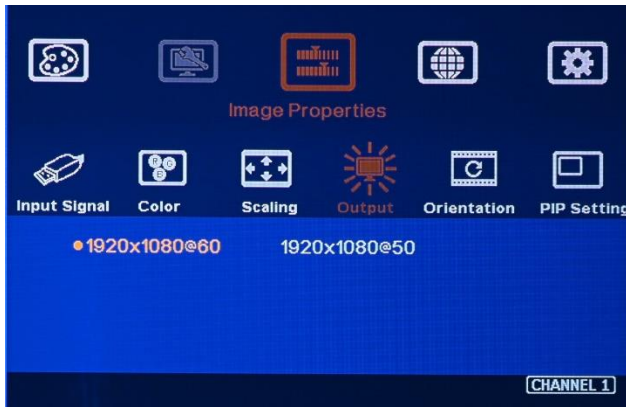 Image Properties
Input Signal Color Scaling Output Orientation PIP Setting
1920x1080@60 1920x1080@50
CHANNEL 1